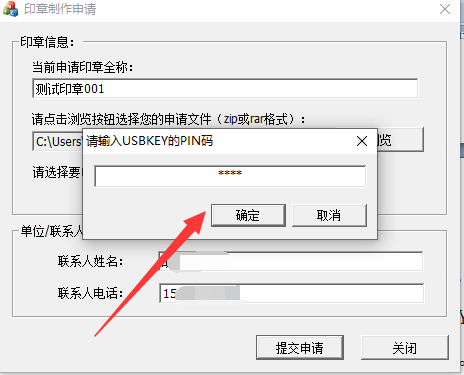 印章制作申请
印章信息：
当前申请印章全称：
测试印章001
请点击浏览按钮选择您的申请文件（zip或rar格式）：
C:\Users
览
请选择要
请输入USBKEY的PIN码
****
确定
取消
单位/联系人
联系人姓名：
联系人电话：
15
提交申请
关闭